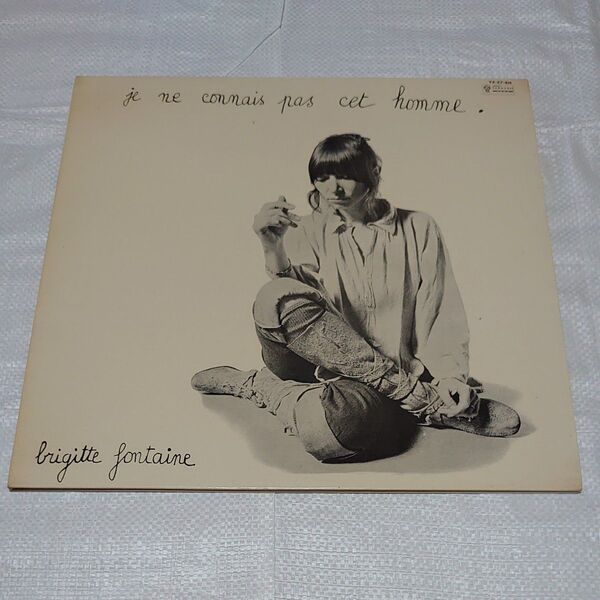 je ne connais pas cet homme.
brigitte fontaine